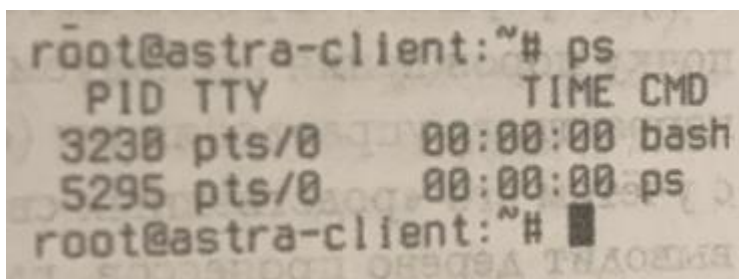 root@astra-client:~# ps
PID TTY TIME CMD
3230 pts/0 00:00:00 bash
5295 pts/0 00:00:00 ps
root@astra-client:~#